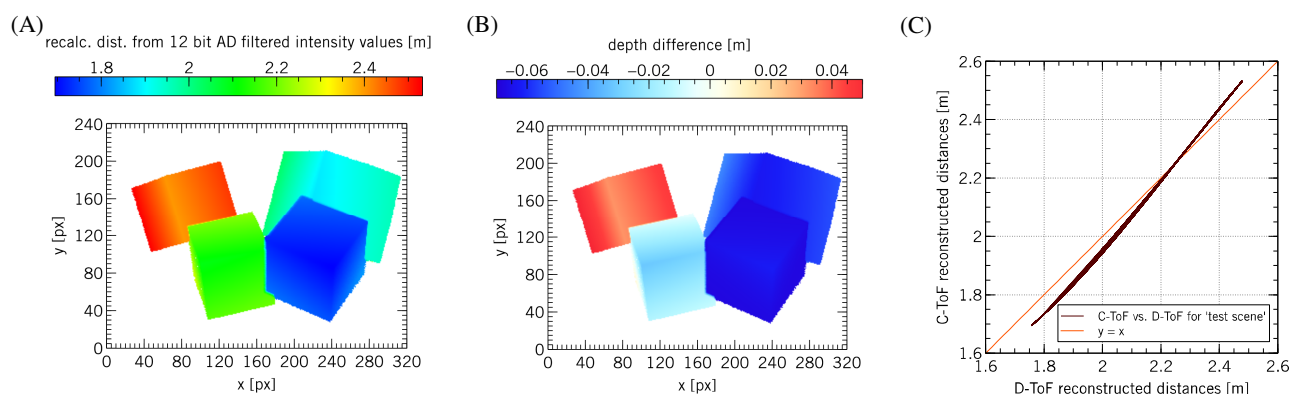 (A)
recalc. dist. from 12 bit AD filtered intensity values [m]
1.8 2 2.2 2.4
240
200
160
120
80
40
0
y [px]
0 40 80 120 160 200 240 280 320
x [px]
(B)
depth difference [m]
−0.06 −0.04 −0.02 0 0.02 0.04
240
200
160
120
80
40
0
y [px]
0 40 80 120 160 200 240 280 320
x [px]
(C)
2.6
2.4
2.2
2
1.8
1.6
C-ToF reconstructed distances [m]
C-ToF vs. D-ToF for 'test scene'
y = x
1.6 1.8 2 2.2 2.4 2.6
D-ToF reconstructed distances [m]